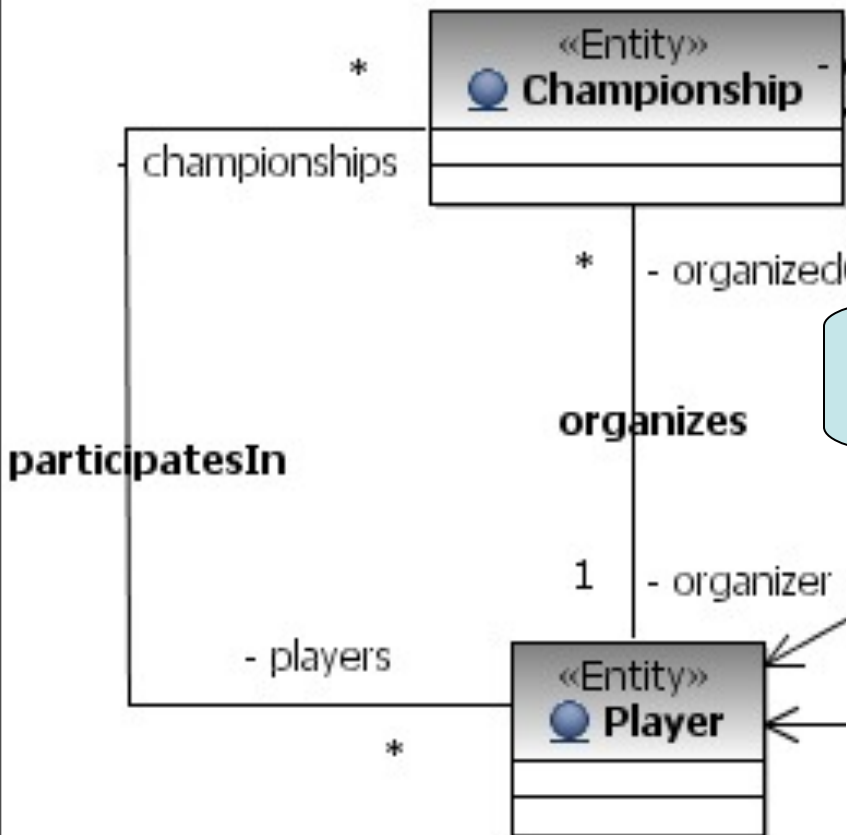 «Entity»
Championship
-
*
- championships
*
- organized
organizes
participatesIn
1
- organizer
- players
*
«Entity»
Player